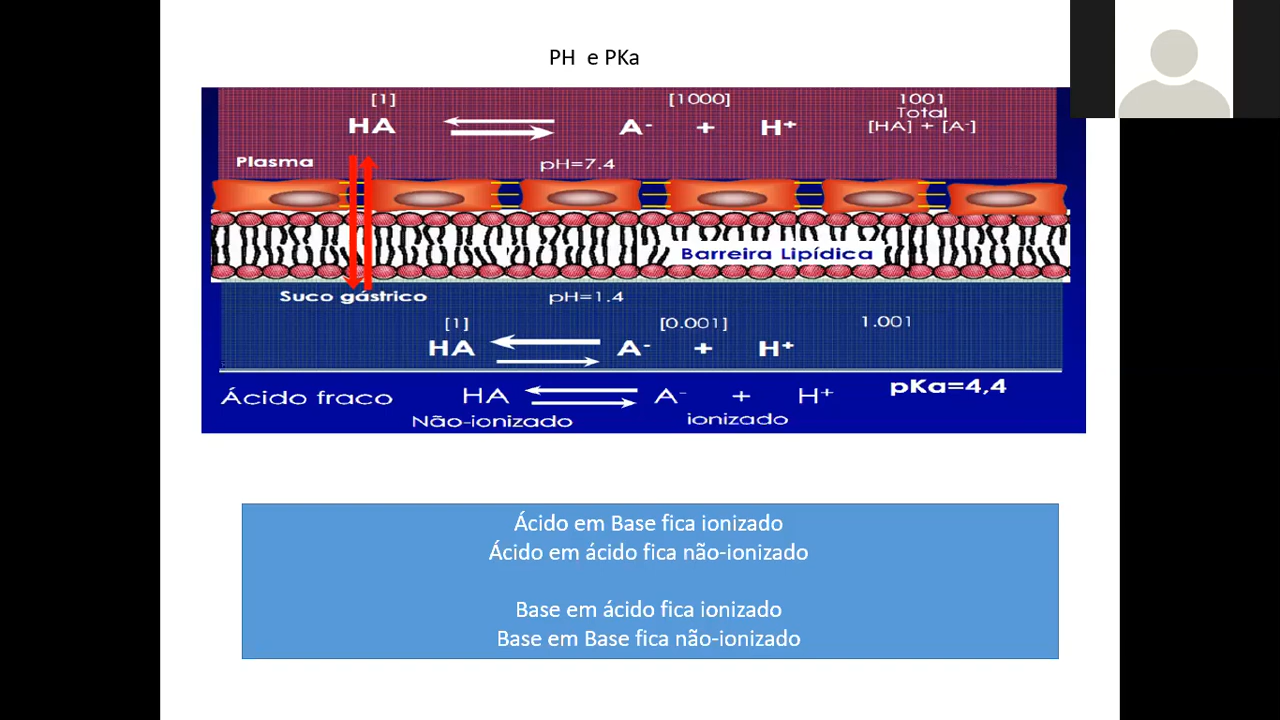 PH e PKa
[1] [1000] 1001
Total
HA A- + H+ [HA] + [A-]
Plasma pH=7.4
Barreira Lipídica
Suco gástrico pH=1.4
[1] [0.001] 1.001
HA A- + H+
pKa=4,4
Ácido fraco HA A- + H+
Não-ionizado ionizado
Ácido em Base fica ionizado
Ácido em ácido fica não-ionizado
Base em ácido fica ionizado
Base em Base fica não-ionizado